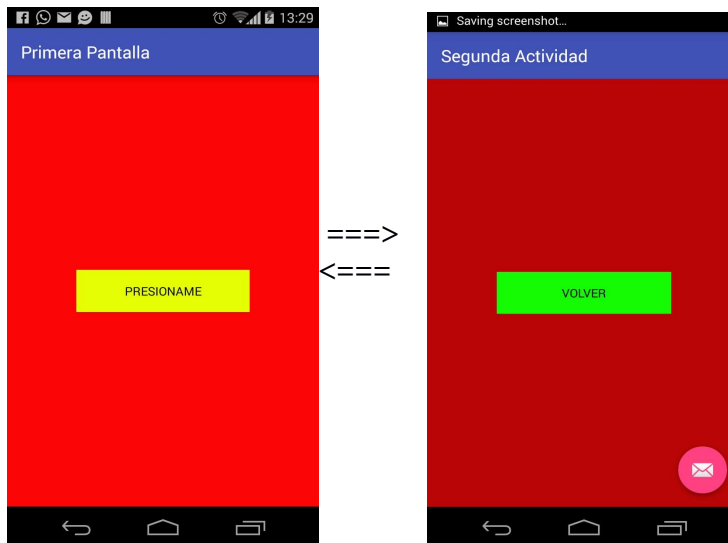 13:29
Primera Pantalla
PRESIONAME
===>
<===
Saving screenshot...
Segunda Actividad
VOLVER